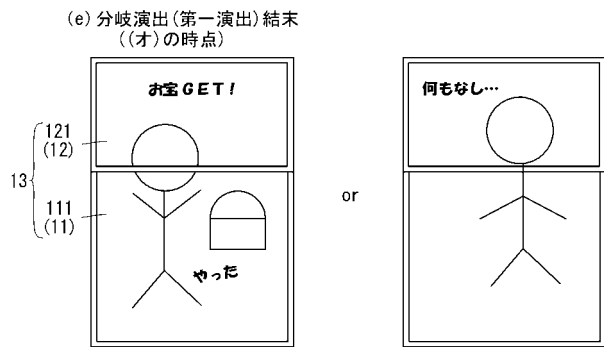 (e) 分岐演出(第一演出)結末
((オ)の時点)
お宝GET!
何もなし…
121
(12)
13
111
(11)
or
やった